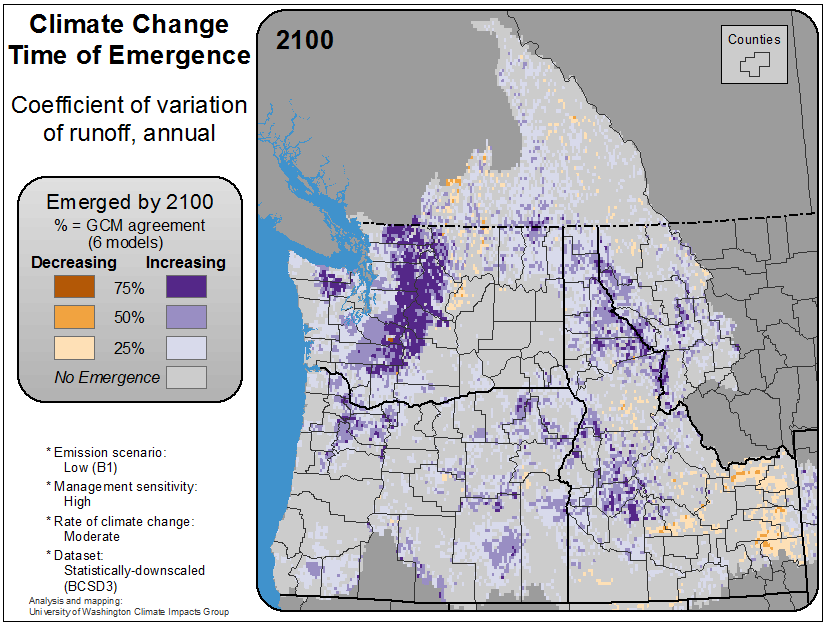 Climate Change
Time of Emergence
Coefficient of variation
of runoff, annual
Emerged by 2100
% = GCM agreement
(6 models)
Decreasing Increasing
75%
50%
25%
No Emergence
* Emission scenario:
Low (B1)
* Management sensitivity:
High
* Rate of climate change:
Moderate
* Dataset:
Statistically-downscaled
(BCSD3)
Analysis and mapping:
University of Washington Climate Impacts Group
2100
Counties